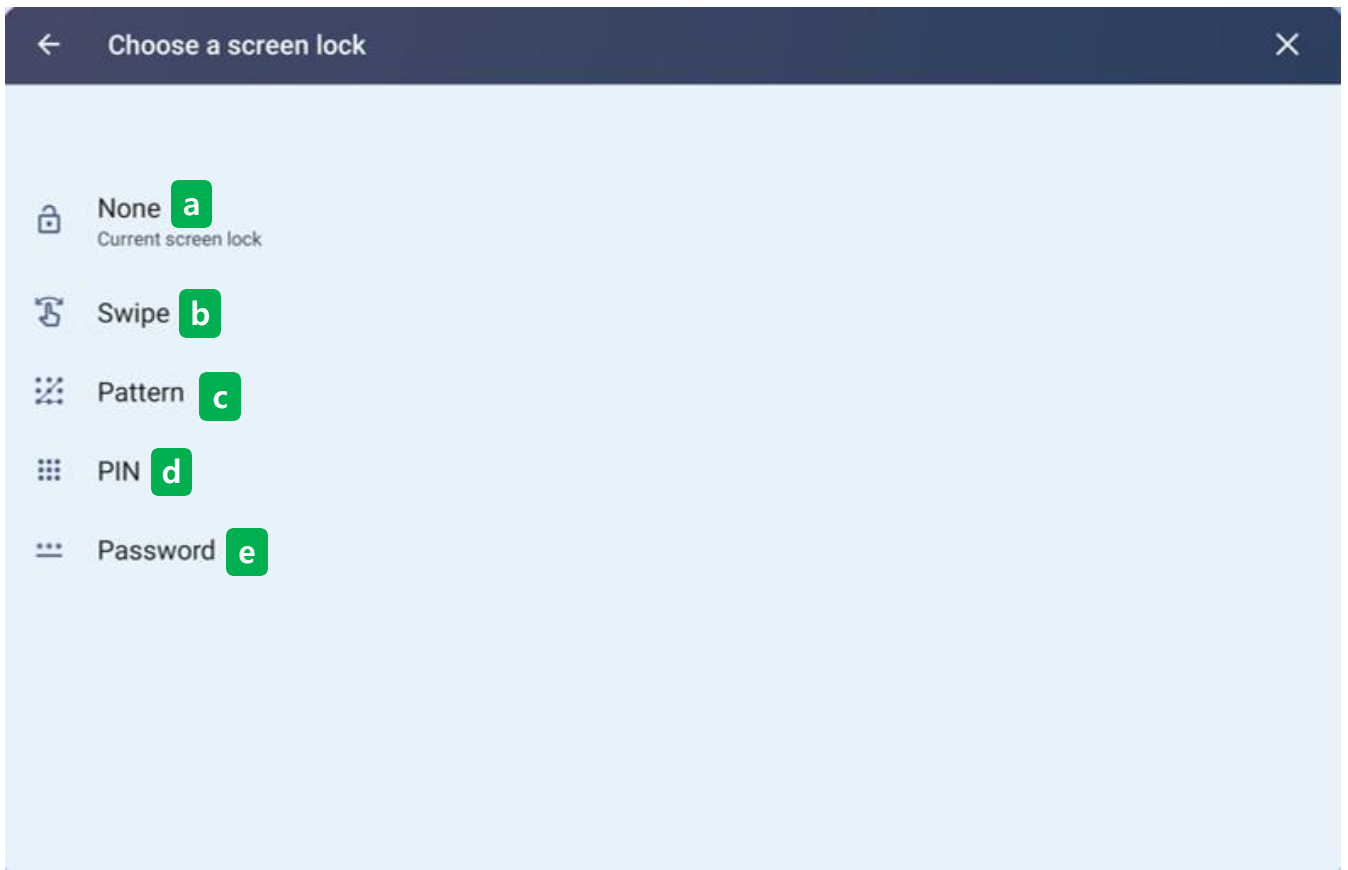 Choose a screen lock
None a
Current screen lock
Swipe b
Pattern c
PIN d
Password e